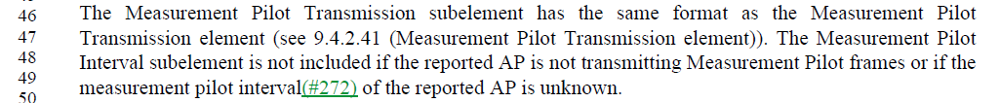 46 The Measurement Pilot Transmission subelement has the same format as the Measurement Pilot
47 Transmission element (see 9.4.2.41 (Measurement Pilot Transmission element)). The Measurement Pilot
48 Interval subelement is not included if the reported AP is not transmitting Measurement Pilot frames or if the
49 measurement pilot interval(#272) of the reported AP is unknown.
50